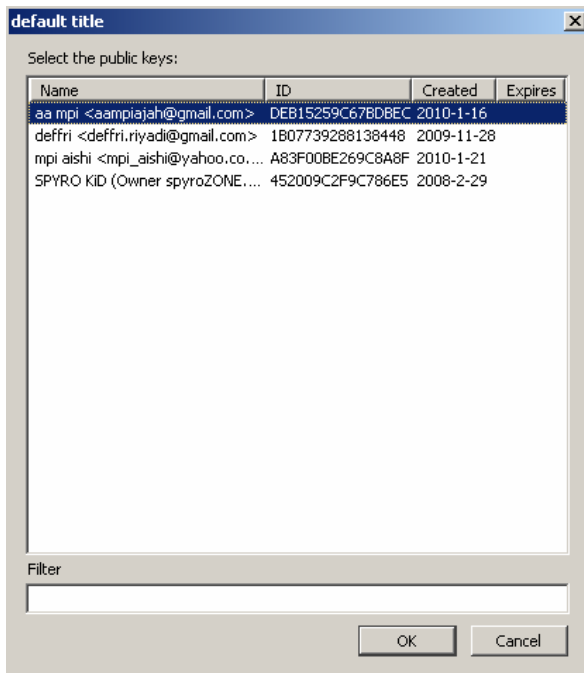 default title
Select the public keys:
Name ID Created Expires
aa mpi <aampiajah@gmail.com> DEB15259C67BDBEC 2010-1-16
deffri <deffri.riyadi@gmail.com> 1B07739288138448 2009-11-28
mpi aishi <mpi_aishi@yahoo.co.... A83F00BE269C8A8F 2010-1-21
SPYRO KiD (Owner spyroZONE.... 452009C2F9C786E5 2008-2-29
Filter
OK Cancel